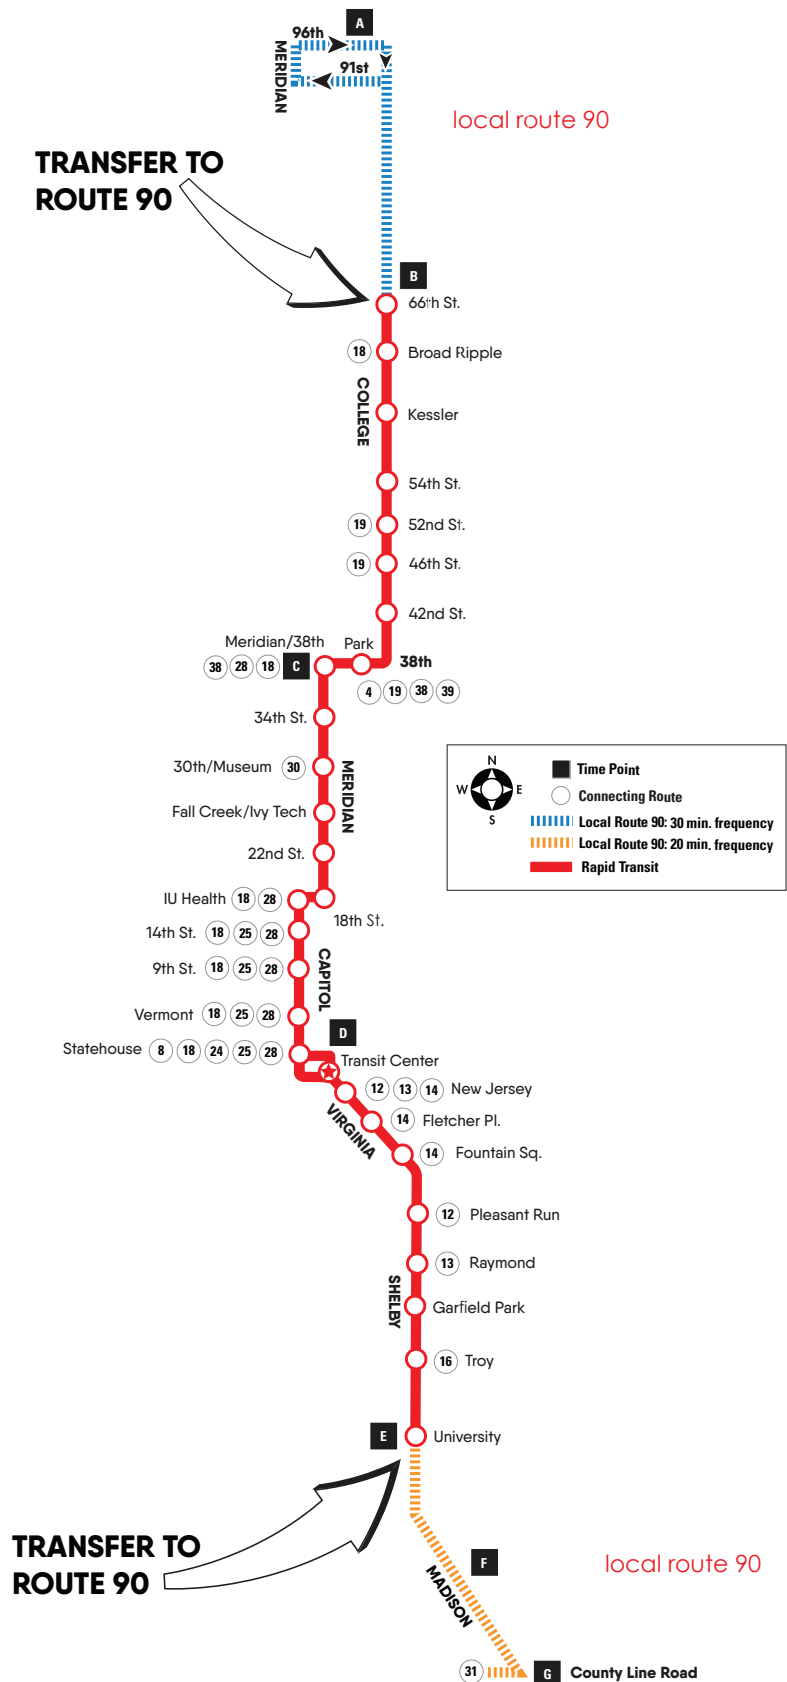 A
96th
91st
MERIDIAN
local route 90
TRANSFER TO
ROUTE 90
B
66th St.
18 Broad Ripple
COLLEGE
Kessler
54th St.
19 52nd St.
19 46th St.
42nd St.
Meridian/38th Park
38 28 18 C 38th
4 19 38 39
34th St.
30th/Museum 30
MERIDIAN
Fall Creek/Ivy Tech
22nd St.
IU Health 18 28
18th St.
14th St. 18 25 28
9th St. 18 25 28
CAPITOL
Vermont 18 25 28
D
Statehouse 8 18 24 25 28
Transit Center
12 13 14 New Jersey
14 Fletcher Pl.
VIRGINIA
14 Fountain Sq.
12 Pleasant Run
13 Raymond
SHELBY
Garfield Park
16 Troy
E University
TRANSFER TO
ROUTE 90
F
local route 90
MADISON
31 G County Line Road
N
W E
S
Time Point
Connecting Route
Local Route 90: 30 min. frequency
Local Route 90: 20 min. frequency
Rapid Transit